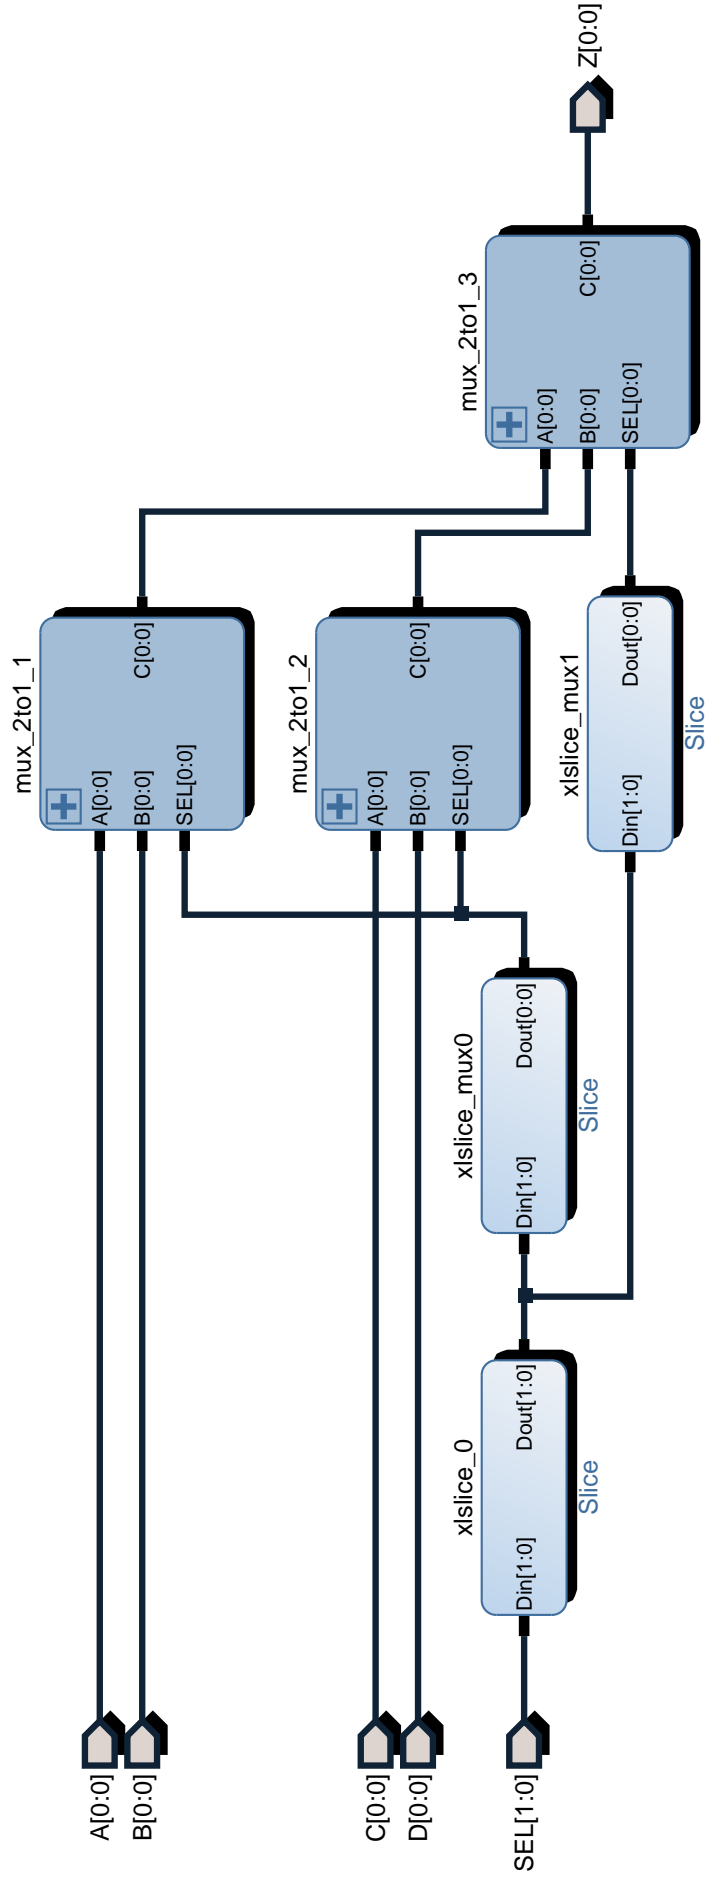 A[0:0]
B[0:0]
C[0:0]
D[0:0]
SEL[1:0]
xlslice_0
Din[1:0]
Dout[1:0]
Slice
xlslice_mux0
Din[1:0]
Dout[0:0]
Slice
mux_2to1_1
A[0:0]
B[0:0]
SEL[0:0]
C[0:0]
mux_2to1_2
A[0:0]
B[0:0]
SEL[0:0]
C[0:0]
xlslice_mux1
Din[1:0]
Dout[0:0]
Slice
mux_2to1_3
A[0:0]
B[0:0]
SEL[0:0]
C[0:0]
Z[0:0]